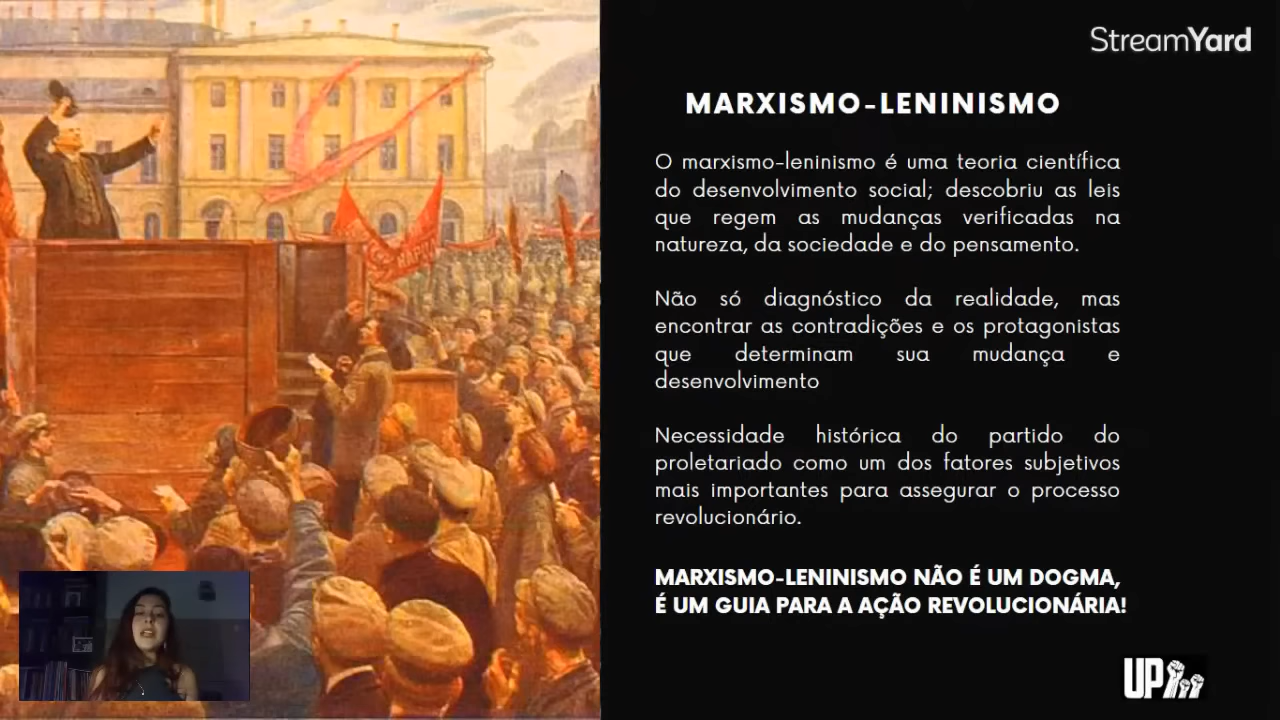 StreamYard
MARXISMO-LENINISMO
O marxismo-leninismo é uma teoria científica
do desenvolvimento social; descobriu as leis
que regem as mudanças verificadas na
natureza, da sociedade e do pensamento.
Não só diagnóstico da realidade, mas
encontrar as contradições e os protagonistas
que determinam sua mudança e
desenvolvimento
Necessidade histórica do partido do
proletariado como um dos fatores subjetivos
mais importantes para assegurar o processo
revolucionário.
MARXISMO-LENINISMO NÃO É UM DOGMA,
É UM GUIA PARA A AÇÃO REVOLUCIONÁRIA!
UP